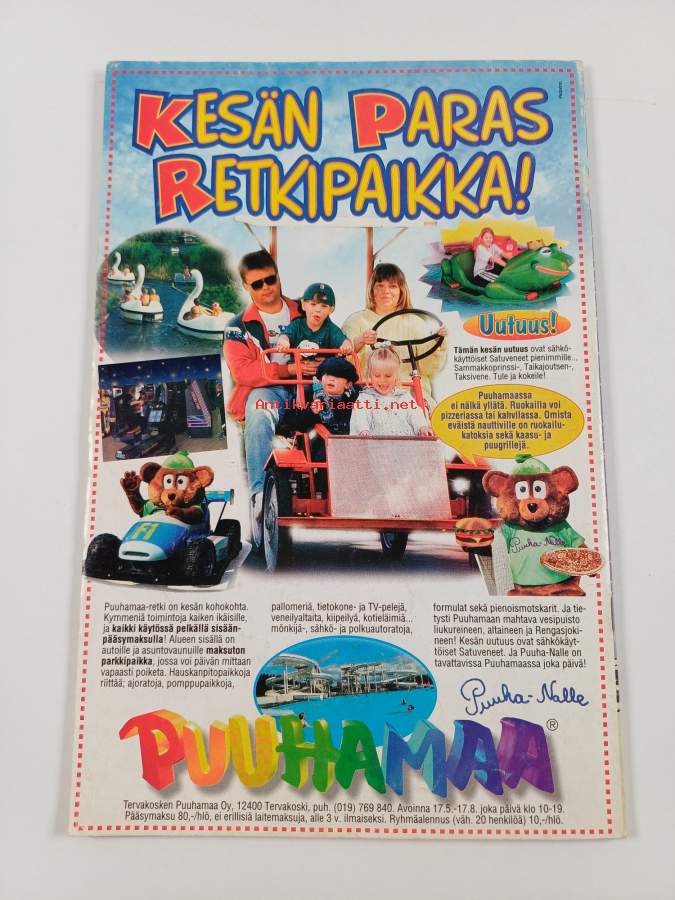 KESÄN PARAS
RETKIPAIKKA!
Uutuus!
Tämän kesän uutuus ovat sähkö-
käyttöiset Satuveneet pienimmille...
Sammakkoprinssi-, Taikajoutsen-,
Taksivene. Tule ja kokeile!
Puuhamaassa
ei nälkä yllätä. Ruokailla voi
pizzeriassa tai kahvilassa. Omista
eväistä nauttiville on ruokailu-
katoksia sekä kaasu- ja
puugrillejä.
Antikvariaatti.net
F1
Puuha-Nalle
Puuhamaa-retki on kesän kohokohta.
Kymmeniä toimintoja kaiken ikäisille,
ja kaikki käytössä pelkällä sisään-
pääsymaksulla! Alueen sisällä on
autoille ja asuntovaunuille maksuton
parkkipaikka, jossa voi päivän mittaan
vapaasti poiketa. Hauskanpitopaikkoja
riittää; ajoratoja, pomppupaikkoja,
pallomeriä, tietokone- ja TV-pelejä,
veneilyaltaita, kiipeilyä, kotieläimiä...
mönkijä-, sähkö- ja polkuautoratoja,
formulat sekä pienoismotskarit. Ja tie-
tysti Puuhamaan mahtava vesipuisto
liukureineen, altaineen ja Rengasjoki-
neen! Kesän uutuus ovat sähkökäyt-
töiset Satuveneet. Ja Puuha-Nalle on
tavattavissa Puuhamaassa joka päivä!
Puuha-Nalle
PUUHAMAA®
Tervakosken Puuhamaa Oy, 12400 Tervakoski, puh. (019) 769 840. Avoinna 17.5.-17.8. joka päivä klo 10-19.
Pääsymaksu 80,-/hlö, ei erillisiä laitemaksuja, alle 3 v. ilmaiseksi. Ryhmäalennus (väh. 20 henkilöä) 10,-/hlö.